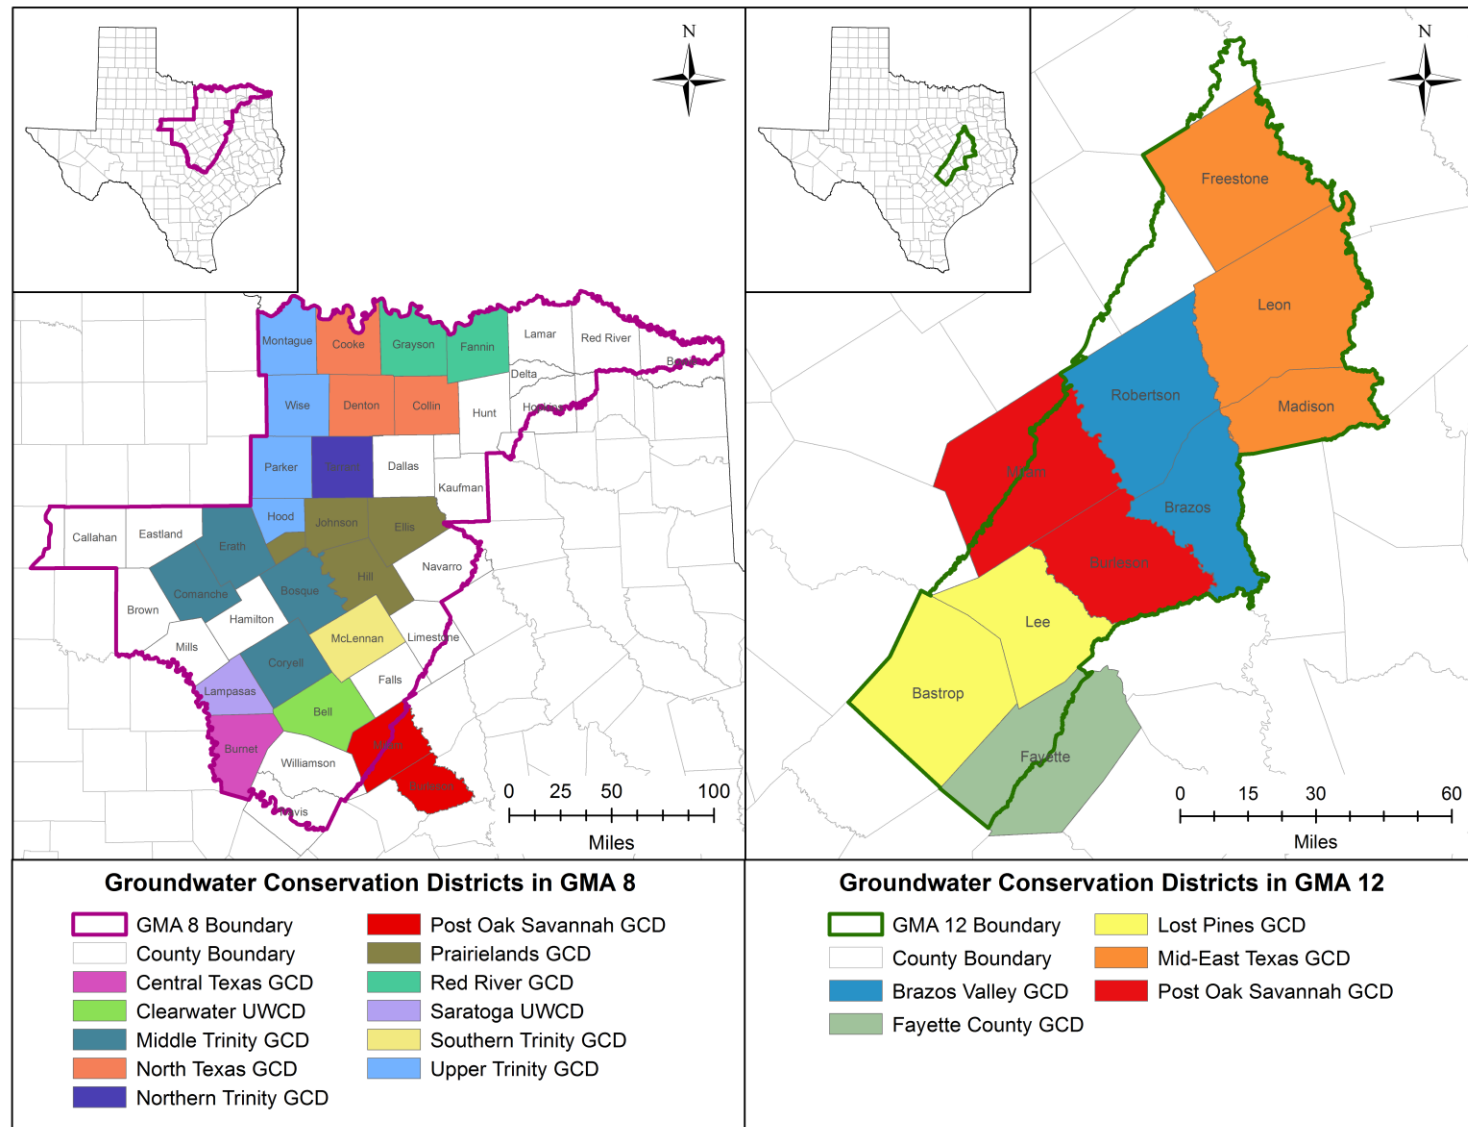 N
Montague
Cooke
Grayson
Fannin
Lamar
Red River
Delta
Wise
Denton
Collin
Hunt
Parker
Dallas
Kaufman
Hood
Johnson
Ellis
Callahan
Eastland
Erath
Navarro
Comanche
Bosque
Hill
Brown
Hamilton
McLennan
Limestone
Mills
Coryell
Falls
Lampasas
Bell
Burnet
Milam
Williamson
Burleson
Travis
0 25 50 100
Miles
N
Freestone
Leon
Robertson
Madison
Milam
Brazos
Burleson
Lee
Bastrop
Fayette
0 15 30 60
Miles
Groundwater Conservation Districts in GMA 8
GMA 8 Boundary
County Boundary
Central Texas GCD
Clearwater UWCD
Middle Trinity GCD
North Texas GCD
Northern Trinity GCD
Post Oak Savannah GCD
Prairielands GCD
Red River GCD
Saratoga UWCD
Southern Trinity GCD
Upper Trinity GCD
Groundwater Conservation Districts in GMA 12
GMA 12 Boundary
County Boundary
Brazos Valley GCD
Fayette County GCD
Lost Pines GCD
Mid-East Texas GCD
Post Oak Savannah GCD